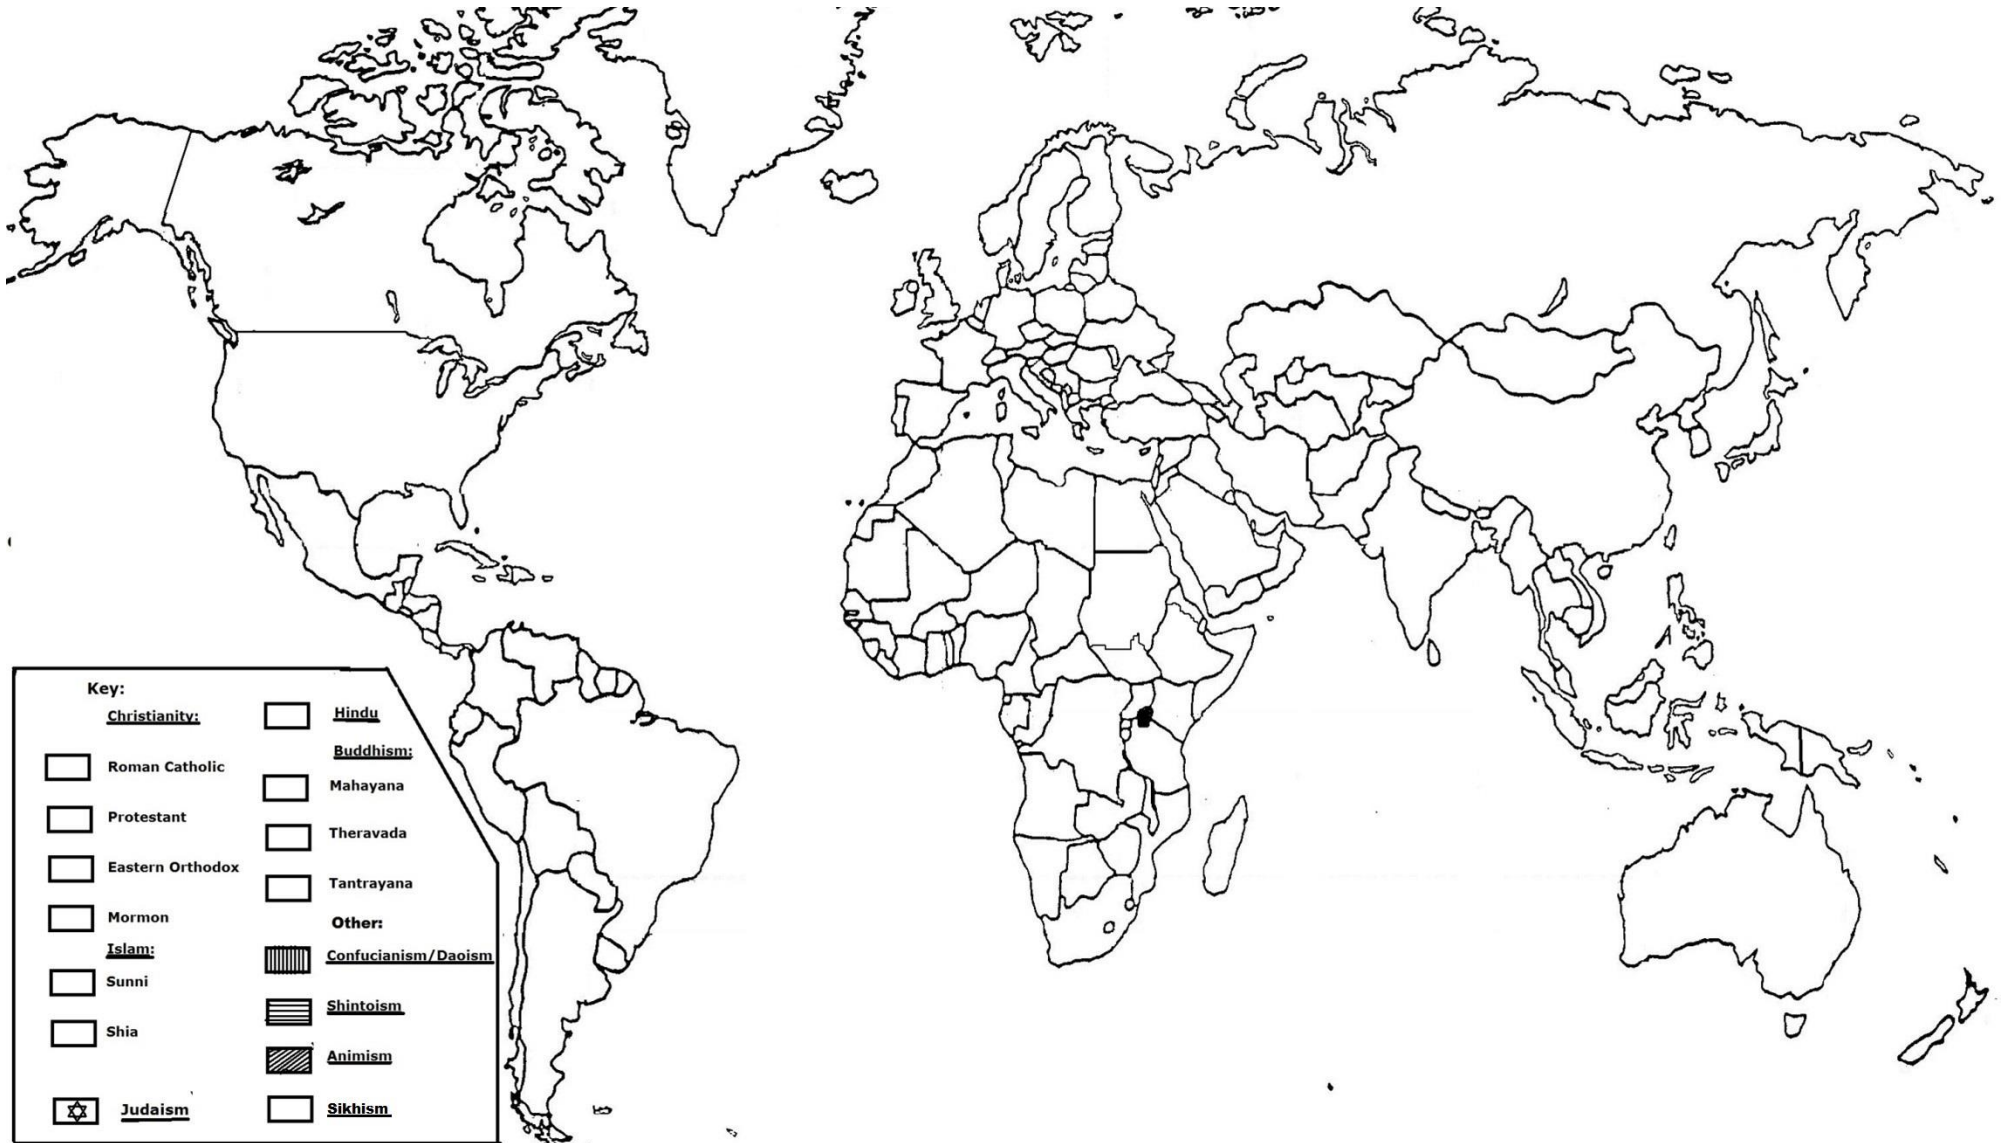 Key:
Christianity:
Roman Catholic
Protestant
Eastern Orthodox
Mormon
Islam:
Sunni
Shia
Judaism
Hindu
Buddhism:
Mahayana
Theravada
Tantrayana
Other:
Confucianism/Daoism
Shintoism
Animism
Sikhism